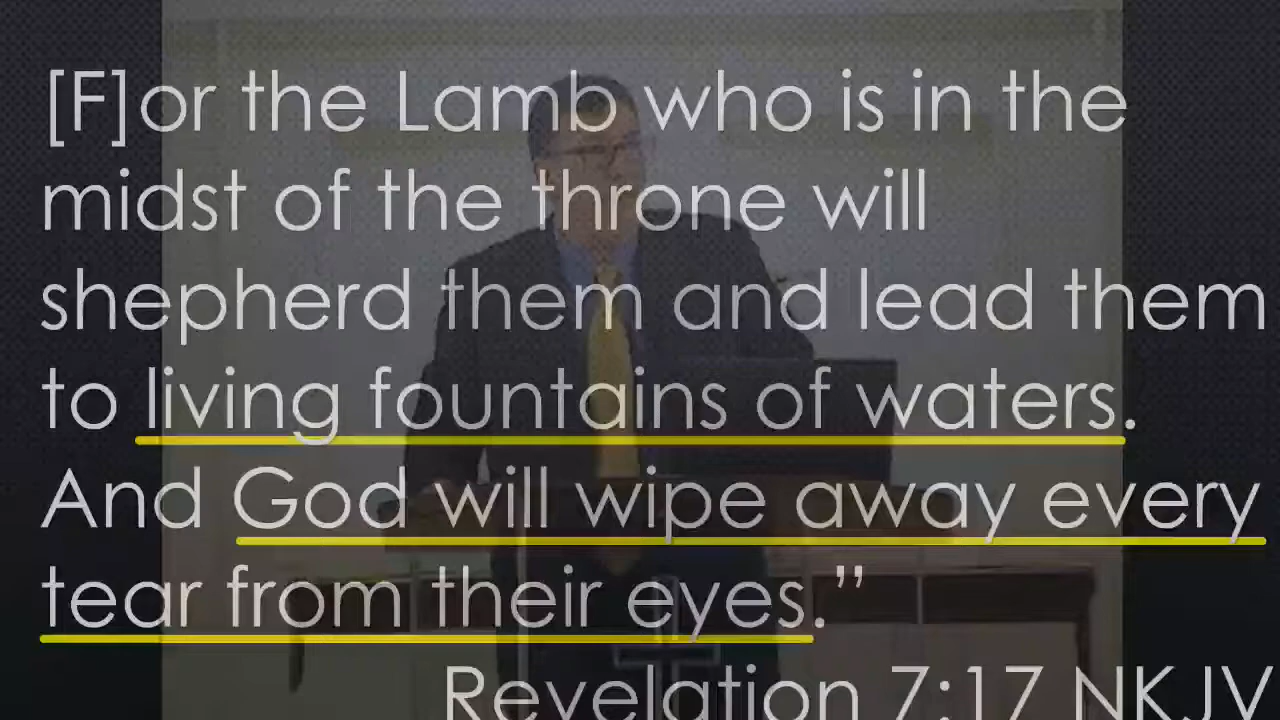 [F]or the Lamb who is in the
midst of the throne will
shepherd them and lead them
to living fountains of waters.
And God will wipe away every
tear from their eyes.”
Revelation 7:17 NKJV